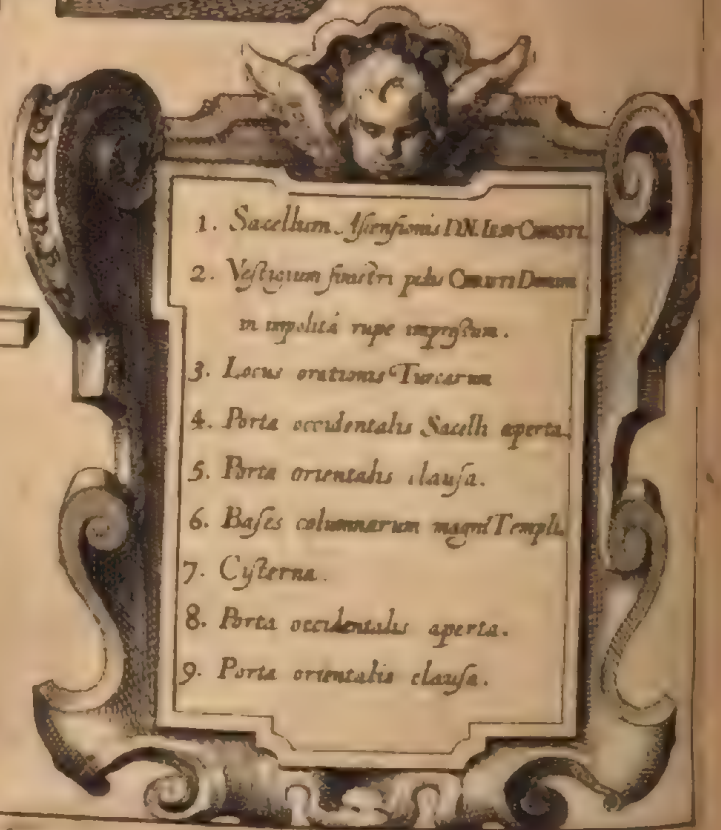 1. Sacellum Ascensionis D.N. Iesu Christi.
2. Vestigium sinistri pedis Christi Domini
in impolitâ rupe impressum.
3. Locus orationis Turcarum
4. Porta occidentalis Sacelli aperta.
5. Porta orientalis clausa.
6. Bases columnarum magni Templi.
7. Cysterna.
8. Porta occidentalis aperta.
9. Porta orientalis clausa.